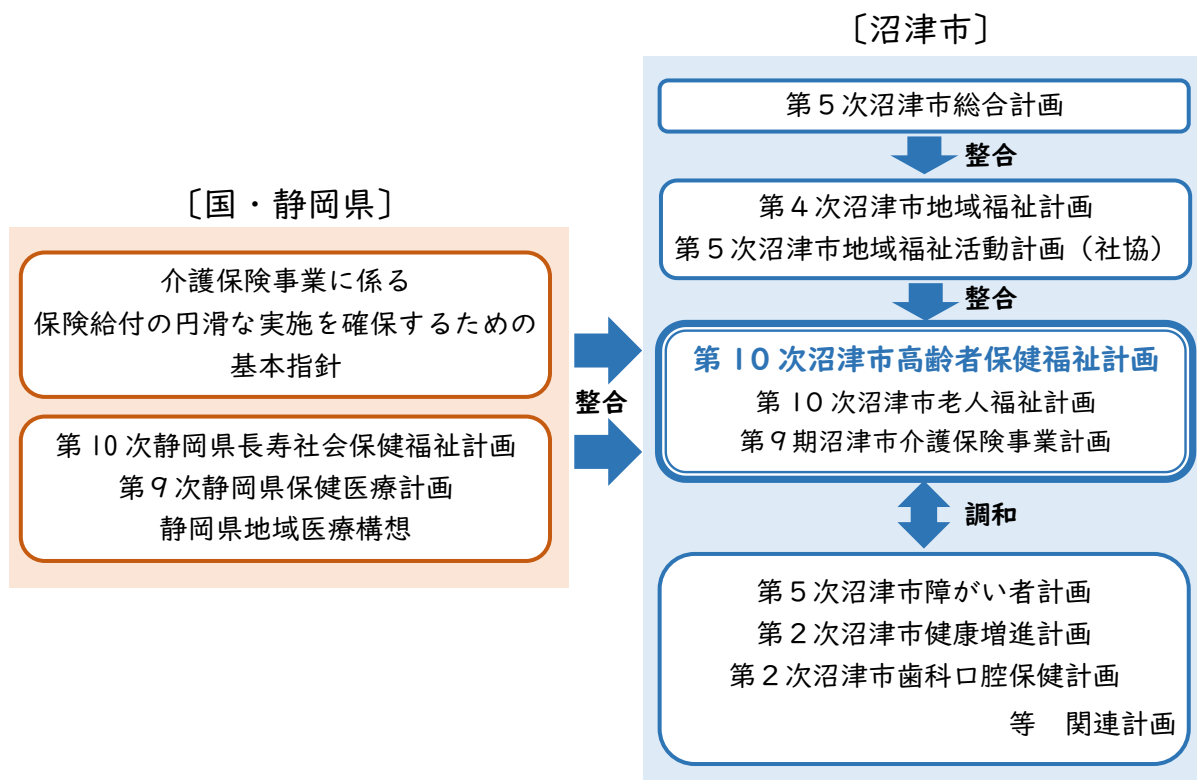 〔沼津市〕
第5次沼津市総合計画
整合
第4次沼津市地域福祉計画
第5次沼津市地域福祉活動計画（社協）
整合
〔国・静岡県〕
介護保険事業に係る
保険給付の円滑な実施を確保するための
基本指針
第10次静岡県長寿社会保健福祉計画
第9次静岡県保健医療計画
静岡県地域医療構想
整合
第10次沼津市高齢者保健福祉計画
第10次沼津市老人福祉計画
第9期沼津市介護保険事業計画
調和
第5次沼津市障がい者計画
第2次沼津市健康増進計画
第2次沼津市歯科口腔保健計画
等　関連計画